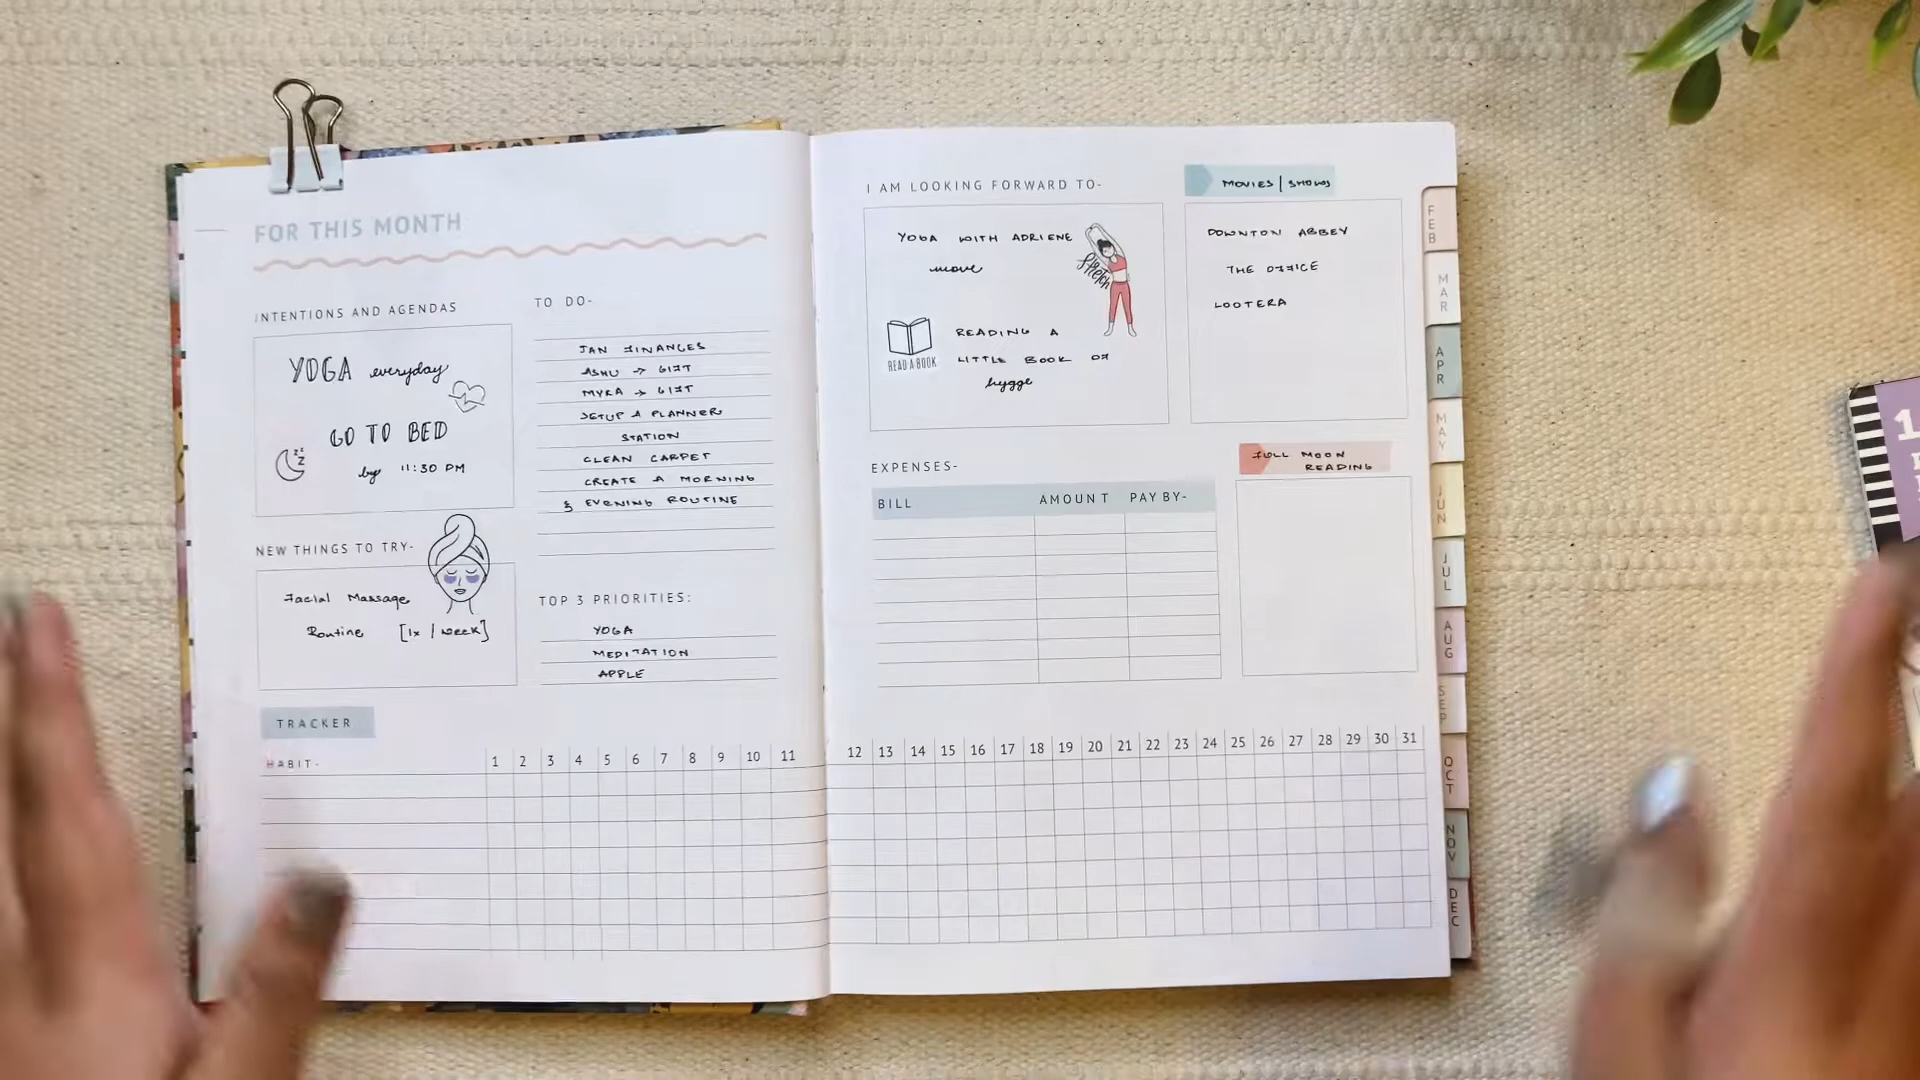 FOR THIS MONTH
INTENTIONS AND AGENDAS
YOGA everyday
GO TO BED
by 11:30 PM
NEW THINGS TO TRY-
Facial Massage
Routine [1x / week]
TO DO-
JAN FINANCES
ASHU → GIFT
MYRA → GIFT
SETUP A PLANNER
STATION
CLEAN CARPET
CREATE A MORNING
& EVENING ROUTINE
TOP 3 PRIORITIES:
YOGA
MEDITATION
APPLE
I AM LOOKING FORWARD TO-
YOGA WITH ADRIENE
move
stretch
READ A BOOK
READING A
LITTLE BOOK OF
hygge
MOVIES | SHOWS
DOWNTON ABBEY
THE OFFICE
LOOTERA
EXPENSES-
BILL AMOUNT PAY BY-
FULL MOON
READING
TRACKER
HABIT- 1 2 3 4 5 6 7 8 9 10 11 12 13 14 15 16 17 18 19 20 21 22 23 24 25 26 27 28 29 30 31
FEB
MAR
APR
MAY
JUN
JUL
AUG
SEP
OCT
NOV
DEC